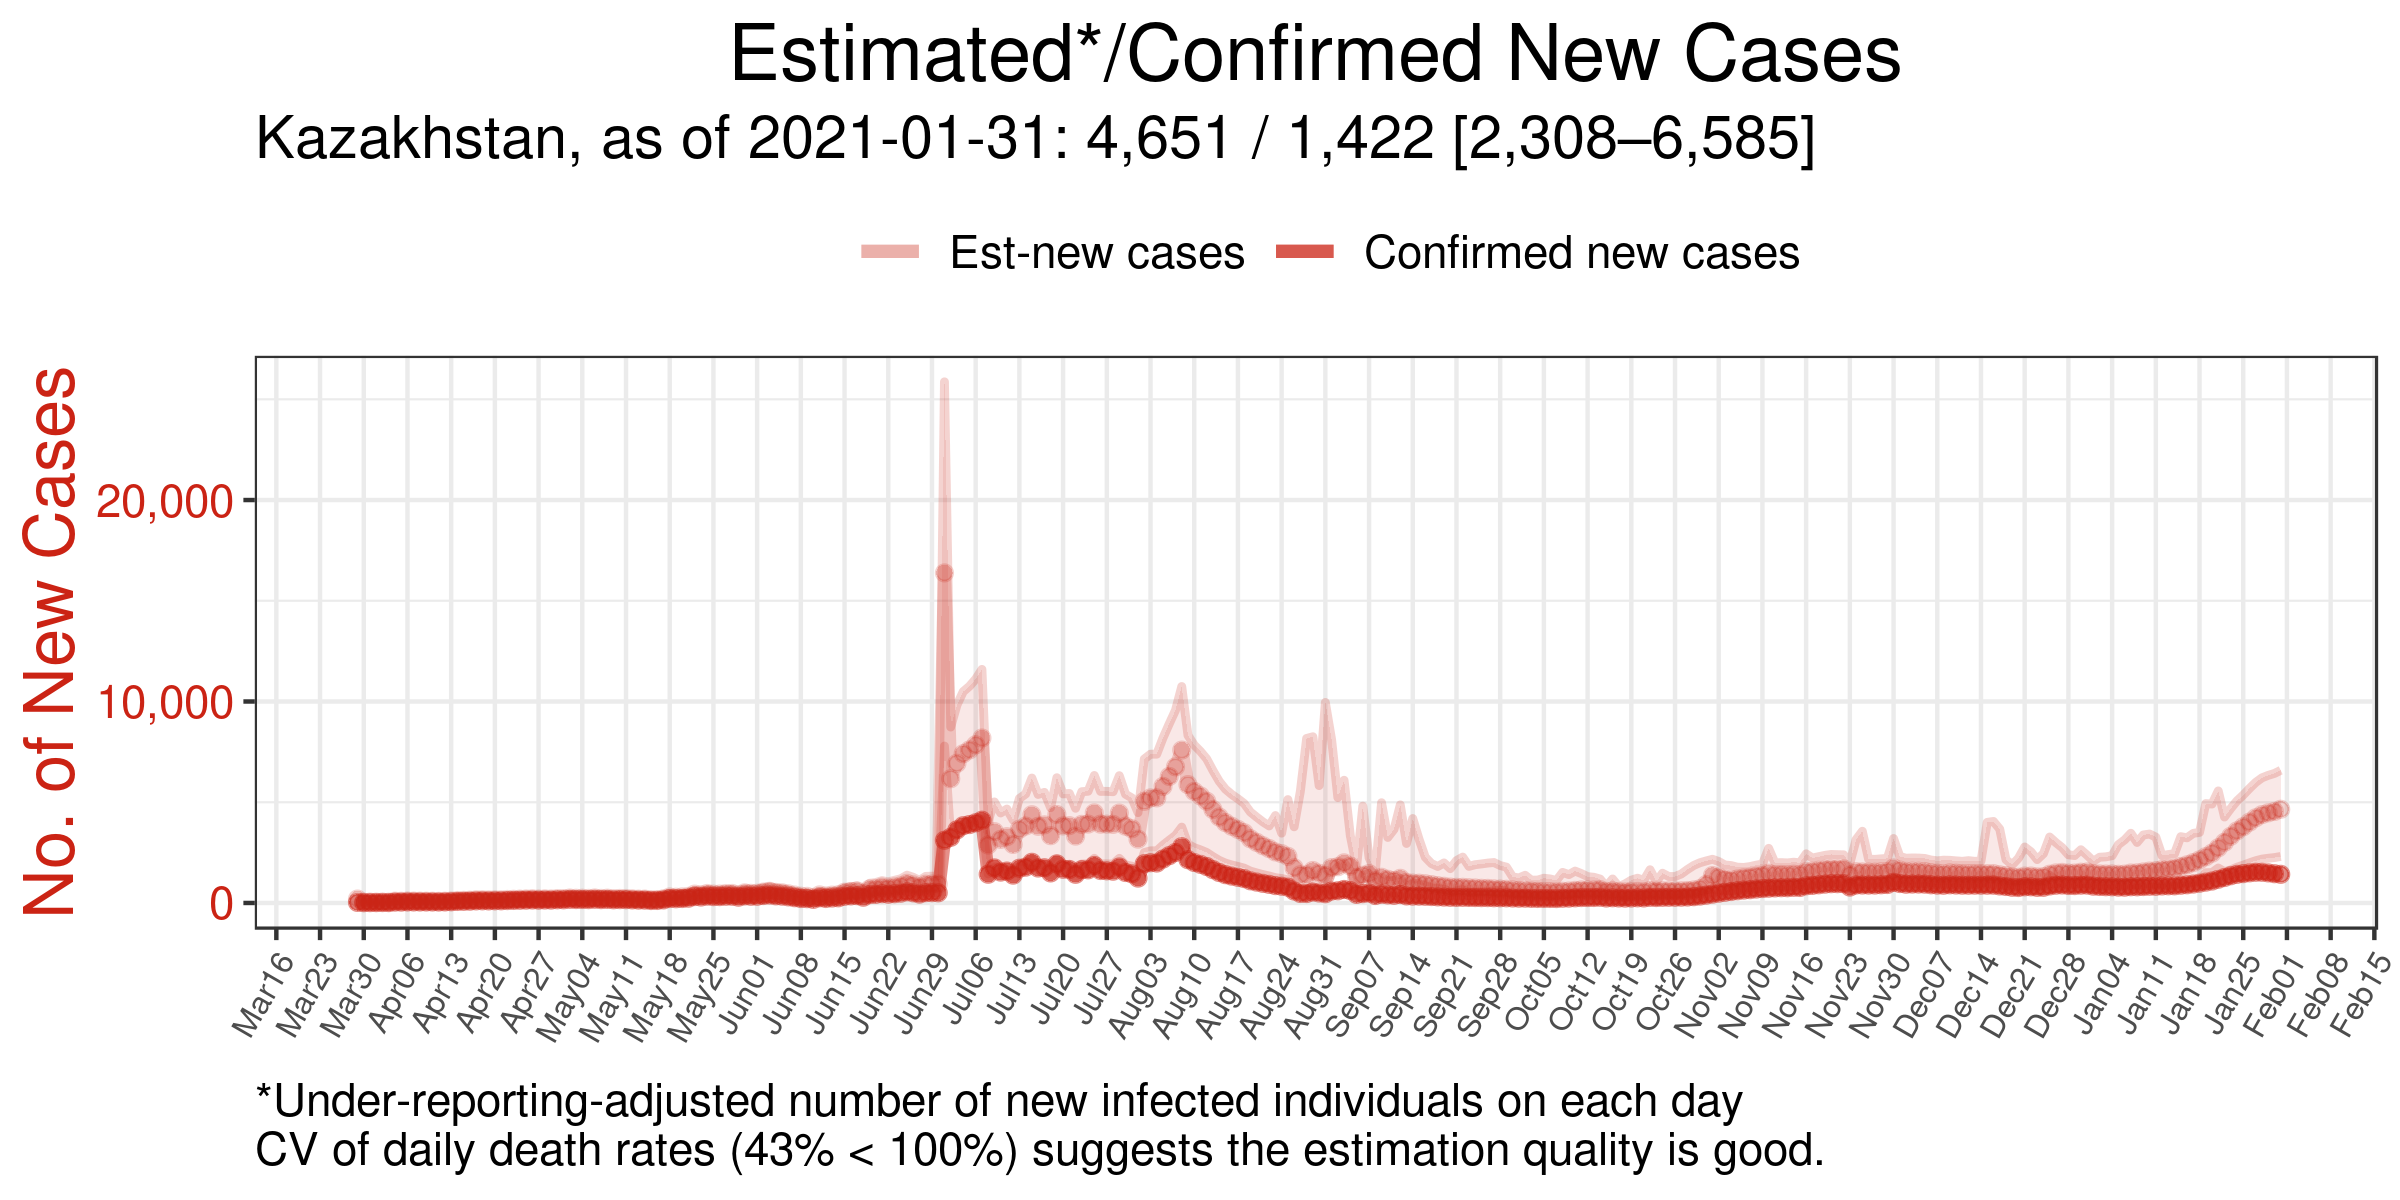 Estimated*/Confirmed New Cases
Kazakhstan, as of 2021-01-31: 4,651 / 1,422 [2,308–6,585]
Est-new cases
Confirmed new cases
No. of New Cases
20,000
10,000
0
Mar16
Mar23
Mar30
Apr06
Apr13
Apr20
Apr27
May04
May11
May18
May25
Jun01
Jun08
Jun15
Jun22
Jun29
Jul06
Jul13
Jul20
Jul27
Aug03
Aug10
Aug17
Aug24
Aug31
Sep07
Sep14
Sep21
Sep28
Oct05
Oct12
Oct19
Oct26
Nov02
Nov09
Nov16
Nov23
Nov30
Dec07
Dec14
Dec21
Dec28
Jan04
Jan11
Jan18
Jan25
Feb01
Feb08
Feb15
*Under-reporting-adjusted number of new infected individuals on each day
CV of daily death rates (43% < 100%) suggests the estimation quality is good.